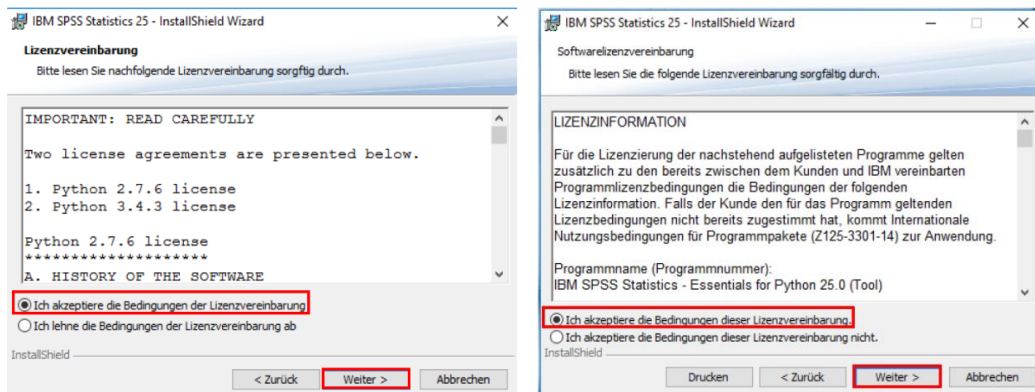 IBM SPSS Statistics 25 - InstallShield Wizard
Lizenzvereinbarung
Bitte lesen Sie nachfolgende Lizenzvereinbarung sorgftig durch.
IMPORTANT: READ CAREFULLY
Two license agreements are presented below.
1. Python 2.7.6 license
2. Python 3.4.3 license
Python 2.7.6 license
********************
A. HISTORY OF THE SOFTWARE
Ich akzeptiere die Bedingungen der Lizenzvereinbarung
Ich lehne die Bedingungen der Lizenzvereinbarung ab
InstallShield
< Zurück
Weiter >
Abbrechen
IBM SPSS Statistics 25 - InstallShield Wizard
Softwarelizenzvereinbarung
Bitte lesen Sie die folgende Lizenzvereinbarung sorgfältig durch.
LIZENZINFORMATION
Für die Lizenzierung der nachstehend aufgelisteten Programme gelten
zusätzlich zu den bereits zwischen dem Kunden und IBM vereinbarten
Programmlizenzbedingungen die Bedingungen der folgenden
Lizenzinformation. Falls der Kunde den für das Programm geltenden
Lizenzbedingungen nicht bereits zugestimmt hat, kommt Internationale
Nutzungsbedingungen für Programmpakete (Z125-3301-14) zur Anwendung.
Programmname (Programmnummer):
IBM SPSS Statistics - Essentials for Python 25.0 (Tool)
Ich akzeptiere die Bedingungen dieser Lizenzvereinbarung.
Ich akzeptiere die Bedingungen dieser Lizenzvereinbarung nicht.
InstallShield
Drucken
< Zurück
Weiter >
Abbrechen